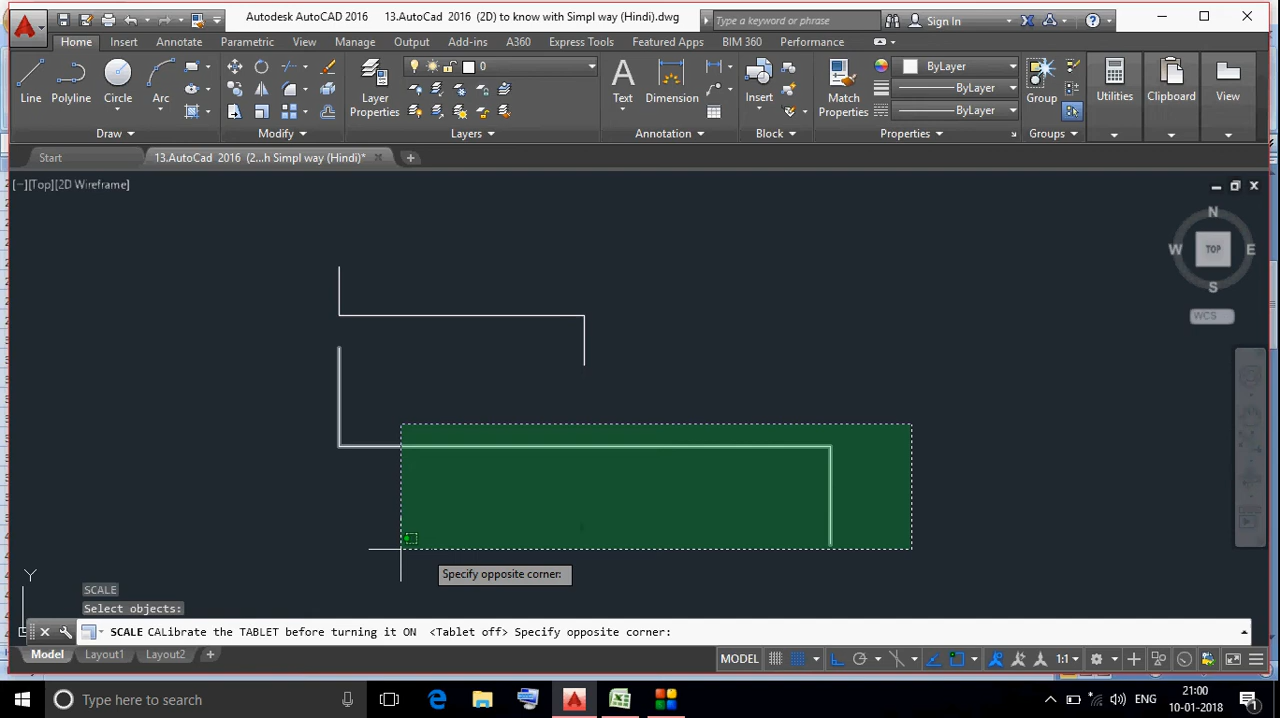 Autodesk AutoCAD 2016 13.AutoCad 2016 (2D) to know with Simpl way (Hindi).dwg
Type a keyword or phrase
Sign In
Home Insert Annotate Parametric View Manage Output Add-ins A360 Express Tools Featured Apps BIM 360 Performance
0
ByLayer
ByLayer
ByLayer
Line Polyline Circle Arc
Layer Properties
Text Dimension
Insert
Match Properties
Group
Utilities Clipboard View
Draw Modify Layers Annotation Block Properties Groups
Start 13.AutoCad 2016 (2...h Simpl way (Hindi)*
[−][Top][2D Wireframe]
N
W TOP E
S
WCS
Specify opposite corner:
Y
SCALE
Select objects:
SCALE CALibrate the TABLET before turning it ON <Tablet off> Specify opposite corner:
Model Layout1 Layout2
MODEL 1:1
Type here to search
ENG
21:00
10-01-2018
1